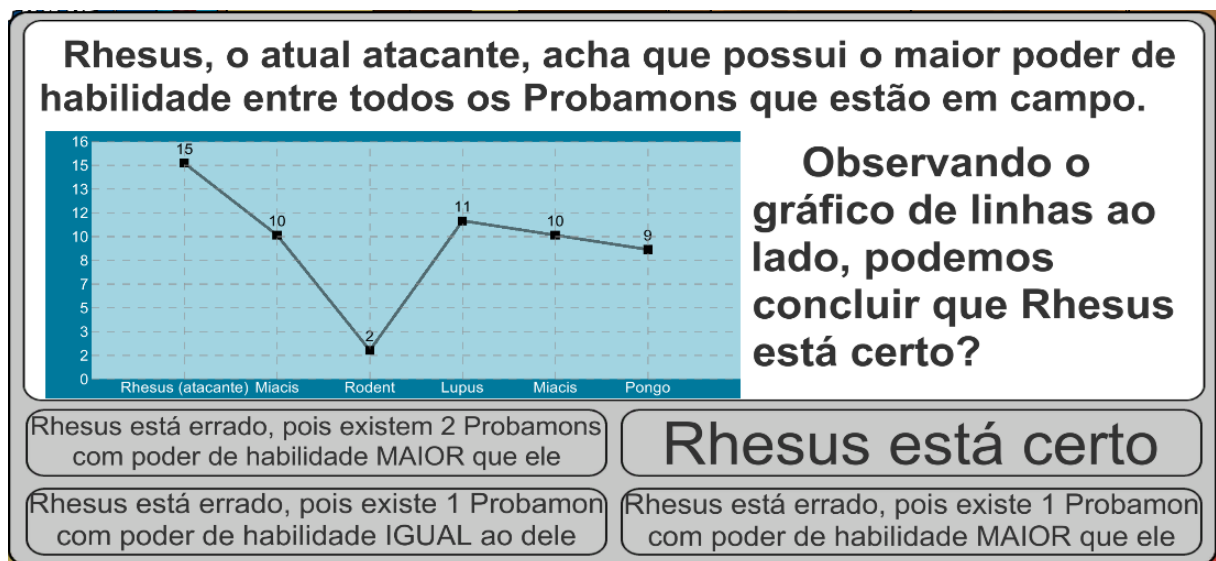 Rhesus, o atual atacante, acha que possui o maior poder de
habilidade entre todos os Probamons que estão em campo.
16
15
13
12
10
8
7
5
3
2
0
15
10
2
11
10
9
Rhesus (atacante) Miacis Rodent Lupus Miacis Pongo
Observando o
gráfico de linhas ao
lado, podemos
concluir que Rhesus
está certo?
Rhesus está errado, pois existem 2 Probamons
com poder de habilidade MAIOR que ele
Rhesus está certo
Rhesus está errado, pois existe 1 Probamon
com poder de habilidade IGUAL ao dele
Rhesus está errado, pois existe 1 Probamon
com poder de habilidade MAIOR que ele